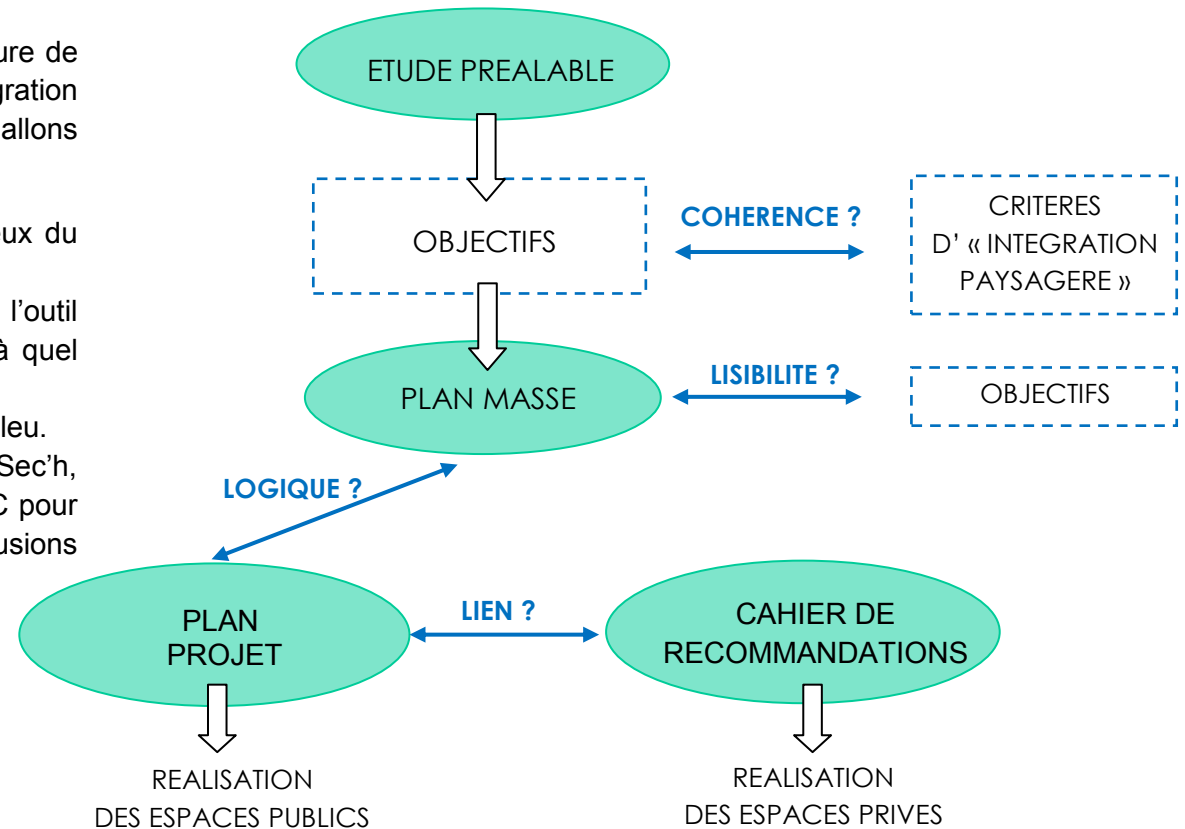 ure de
gration
allons
eux du
l’outil
à quel
leu.
Sec’h,
C pour
usions
ETUDE PREALABLE
OBJECTIFS
COHERENCE ?
CRITERES
D’ « INTEGRATION
PAYSAGERE »
PLAN MASSE
LISIBILITE ?
OBJECTIFS
LOGIQUE ?
PLAN
PROJET
LIEN ?
CAHIER DE
RECOMMANDATIONS
REALISATION
DES ESPACES PUBLICS
REALISATION
DES ESPACES PRIVES